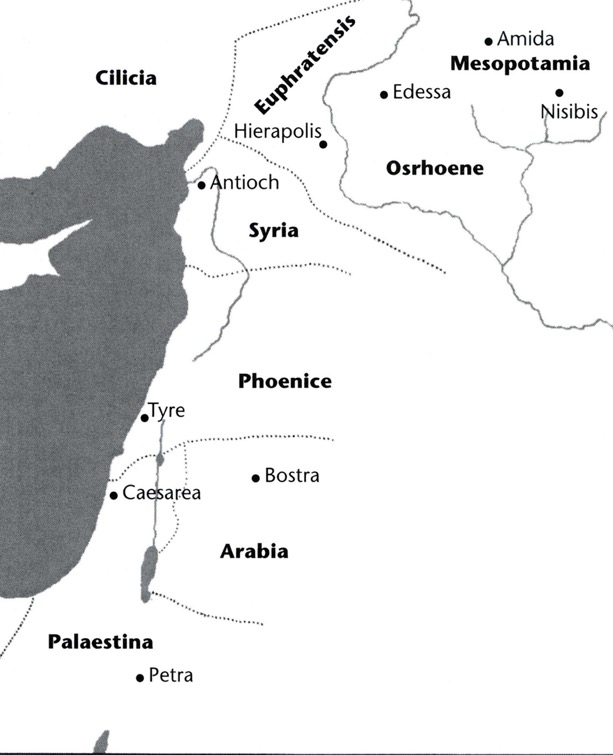 Amida
Mesopotamia
Cilicia
Euphratensis
Edessa
Nisibis
Hierapolis
Osrhoene
Antioch
Syria
Phoenice
Tyre
Bostra
Caesarea
Arabia
Palaestina
Petra